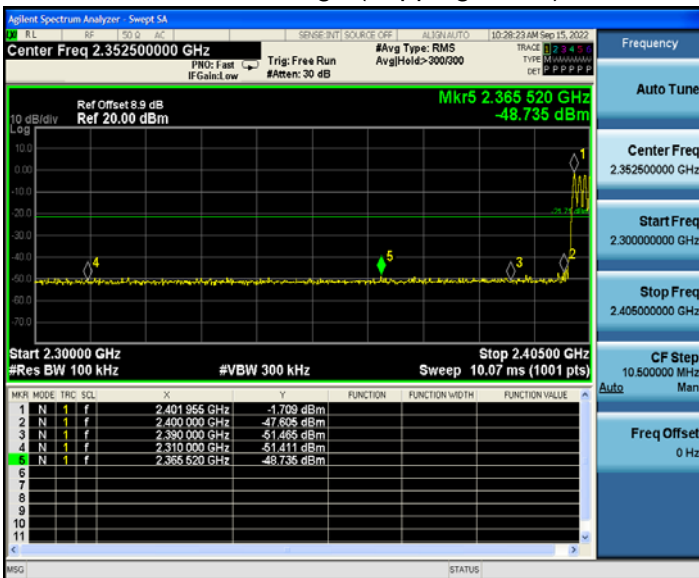 Agilent Spectrum Analyzer - Swept SA
RL RF 50 Ω AC SENSE:INT SOURCE OFF ALIGNAUTO 10:28:23 AM Sep 15, 2022
Center Freq 2.352500000 GHz #Avg Type: RMS TRACE 1 2 3 4 5 6
PNO: Fast Trig: Free Run Avg|Hold:>300/300 TYPE MWWWWW
IFGain:Low #Atten: 30 dB DET P P P P P P
Frequency
Auto Tune
Center Freq
2.352500000 GHz
Start Freq
2.300000000 GHz
Stop Freq
2.405000000 GHz
CF Step
10.500000 MHz
Auto Man
Freq Offset
0 Hz
Mkr5 2.365 520 GHz
-48.735 dBm
Ref Offset 8.9 dB
10 dB/div Ref 20.00 dBm
Log
10.0
0.00
-10.0
-20.0
-30.0
-40.0
-50.0
-60.0
-70.0
1
2
3
4
5
Start 2.30000 GHz Stop 2.40500 GHz
#Res BW 100 kHz #VBW 300 kHz Sweep 10.07 ms (1001 pts)
MKR MODE TRC SCL X Y FUNCTION FUNCTION WIDTH FUNCTION VALUE
1 N 1 f 2.401 955 GHz -1.709 dBm
2 N 1 f 2.400 000 GHz -47.605 dBm
3 N 1 f 2.390 000 GHz -51.465 dBm
4 N 1 f 2.310 000 GHz -51.411 dBm
5 N 1 f 2.365 520 GHz -48.735 dBm
6
7
8
9
10
11
MSG STATUS